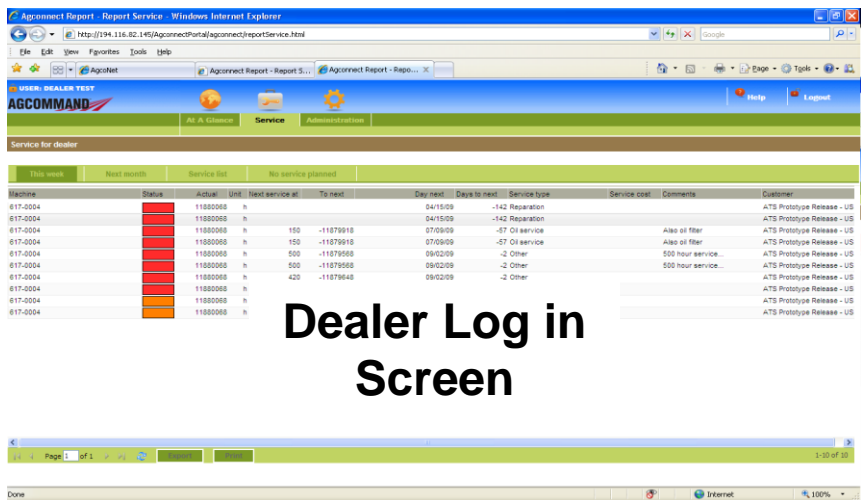 Agconnect Report - Report Service - Windows Internet Explorer
http://194.116.82.145/AgconnectPortal/agconnect/reportService.html
Google
File Edit View Favorites Tools Help
AgcoNet Agconnect Report - Report S... Agconnect Report - Repo... Page Tools
USER: DEALER TEST
AGCOMMAND
Help Logout
At A Glance Service Administration
Service for dealer
This week Next month Service list No service planned
Machine Status Actual Unit Next service at To next Day next Days to next Service type Service cost Comments Customer
617-0004 11880068 h 04/15/09 -142 Reparation ATS Prototype Release - US
617-0004 11880068 h 04/15/09 -142 Reparation ATS Prototype Release - US
617-0004 11880068 h 150 -11879918 07/09/09 -57 Oil service Also oil filter ATS Prototype Release - US
617-0004 11880068 h 150 -11879918 07/09/09 -57 Oil service Also oil filter ATS Prototype Release - US
617-0004 11880068 h 500 -11879568 09/02/09 -2 Other 500 hour service... ATS Prototype Release - US
617-0004 11880068 h 500 -11879568 09/02/09 -2 Other 500 hour service... ATS Prototype Release - US
617-0004 11880068 h 420 -11879648 09/02/09 -2 Other ATS Prototype Release - US
617-0004 11880068 h ATS Prototype Release - US
617-0004 11880068 h ATS Prototype Release - US
617-0004 11880068 h ATS Prototype Release - US
Dealer Log in
Screen
Page 1 of 1 Export Print 1-10 of 10
Done Internet 100%